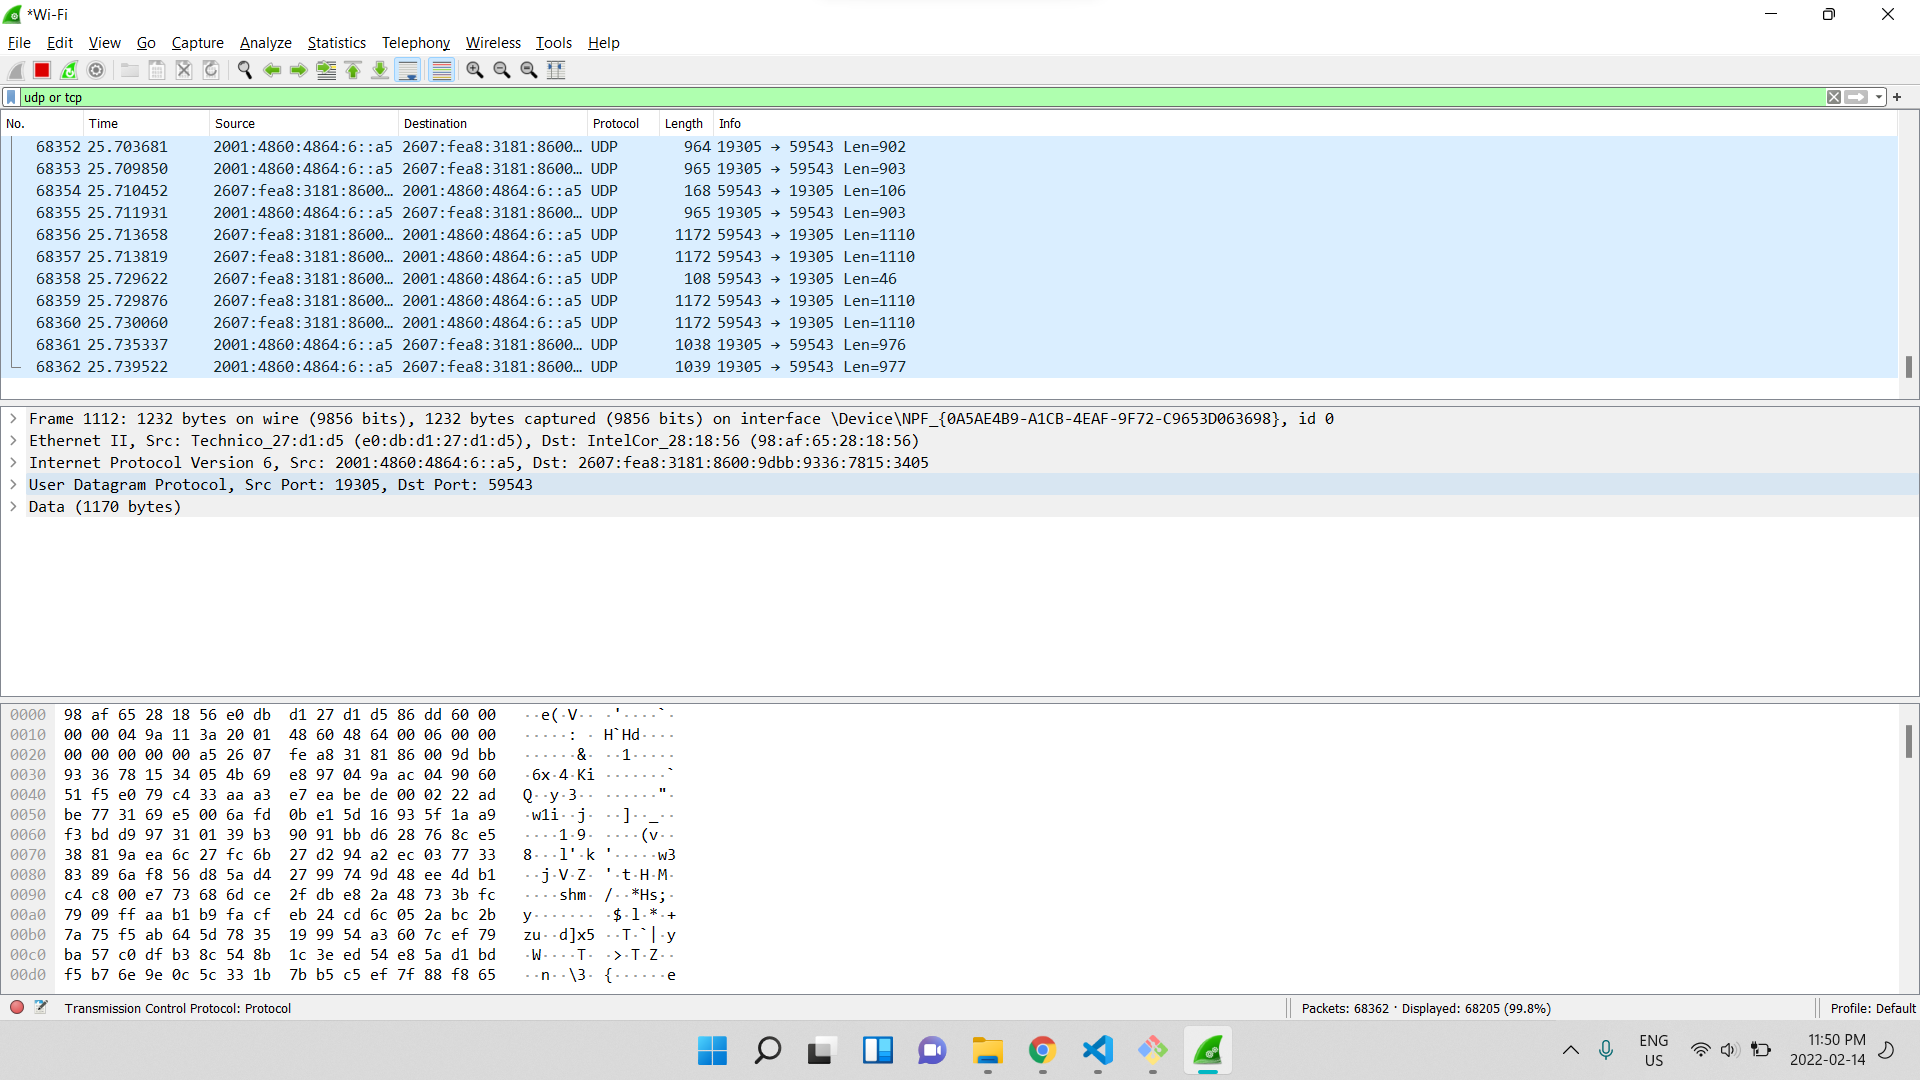 *Wi-Fi
File Edit View Go Capture Analyze Statistics Telephony Wireless Tools Help
udp or tcp
No. Time Source Destination Protocol Length Info
68352 25.703681 2001:4860:4864:6::a5 2607:fea8:3181:8600… UDP 964 19305 → 59543 Len=902
68353 25.709850 2001:4860:4864:6::a5 2607:fea8:3181:8600… UDP 965 19305 → 59543 Len=903
68354 25.710452 2607:fea8:3181:8600… 2001:4860:4864:6::a5 UDP 168 59543 → 19305 Len=106
68355 25.711931 2001:4860:4864:6::a5 2607:fea8:3181:8600… UDP 965 19305 → 59543 Len=903
68356 25.713658 2607:fea8:3181:8600… 2001:4860:4864:6::a5 UDP 1172 59543 → 19305 Len=1110
68357 25.713819 2607:fea8:3181:8600… 2001:4860:4864:6::a5 UDP 1172 59543 → 19305 Len=1110
68358 25.729622 2607:fea8:3181:8600… 2001:4860:4864:6::a5 UDP 108 59543 → 19305 Len=46
68359 25.729876 2607:fea8:3181:8600… 2001:4860:4864:6::a5 UDP 1172 59543 → 19305 Len=1110
68360 25.730060 2607:fea8:3181:8600… 2001:4860:4864:6::a5 UDP 1172 59543 → 19305 Len=1110
68361 25.735337 2001:4860:4864:6::a5 2607:fea8:3181:8600… UDP 1038 19305 → 59543 Len=976
68362 25.739522 2001:4860:4864:6::a5 2607:fea8:3181:8600… UDP 1039 19305 → 59543 Len=977
Frame 1112: 1232 bytes on wire (9856 bits), 1232 bytes captured (9856 bits) on interface \Device\NPF_{0A5AE4B9-A1CB-4EAF-9F72-C9653D063698}, id 0
Ethernet II, Src: Technico_27:d1:d5 (e0:db:d1:27:d1:d5), Dst: IntelCor_28:18:56 (98:af:65:28:18:56)
Internet Protocol Version 6, Src: 2001:4860:4864:6::a5, Dst: 2607:fea8:3181:8600:9dbb:9336:7815:3405
User Datagram Protocol, Src Port: 19305, Dst Port: 59543
Data (1170 bytes)
0000 98 af 65 28 18 56 e0 db d1 27 d1 d5 86 dd 60 00 ··e(·V·· ·'····`·
0010 00 00 04 9a 11 3a 20 01 48 60 48 64 00 06 00 00 ·····: · H`Hd····
0020 00 00 00 00 00 a5 26 07 fe a8 31 81 86 00 9d bb ······&· ··1·····
0030 93 36 78 15 34 05 4b 69 e8 97 04 9a ac 04 90 60 ·6x·4·Ki ·······`
0040 51 f5 e0 79 c4 33 aa a3 e7 ea be de 00 02 22 ad Q··y·3·· ······"·
0050 be 77 31 69 e5 00 6a fd 0b e1 5d 16 93 5f 1a a9 ·w1i··j· ··]··_··
0060 f3 bd d9 97 31 01 39 b3 90 91 bb d6 28 76 8c e5 ····1·9· ····(v··
0070 38 81 9a ea 6c 27 fc 6b 27 d2 94 a2 ec 03 77 33 8···l'·k '·····w3
0080 83 89 6a f8 56 d8 5a d4 27 99 74 9d 48 ee 4d b1 ··j·V·Z· '·t·H·M·
0090 c4 c8 00 e7 73 68 6d ce 2f db e8 2a 48 73 3b fc ····shm· /··*Hs;·
00a0 79 09 ff aa b1 b9 fa cf eb 24 cd 6c 05 2a bc 2b y······· ·$·l·*·+
00b0 7a 75 f5 ab 64 5d 78 35 19 99 54 a3 60 7c ef 79 zu··d]x5 ··T·`|·y
00c0 ba 57 c0 df b3 8c 54 8b 1c 3e ed 54 e8 5a d1 bd ·W····T· ·>·T·Z··
00d0 f5 b7 6e 9e 0c 5c 33 1b 7b b5 c5 ef 7f 88 f8 65 ··n··\3· {······e
Transmission Control Protocol: Protocol
Packets: 68362 · Displayed: 68205 (99.8%)
Profile: Default
ENG
US
11:50 PM
2022-02-14